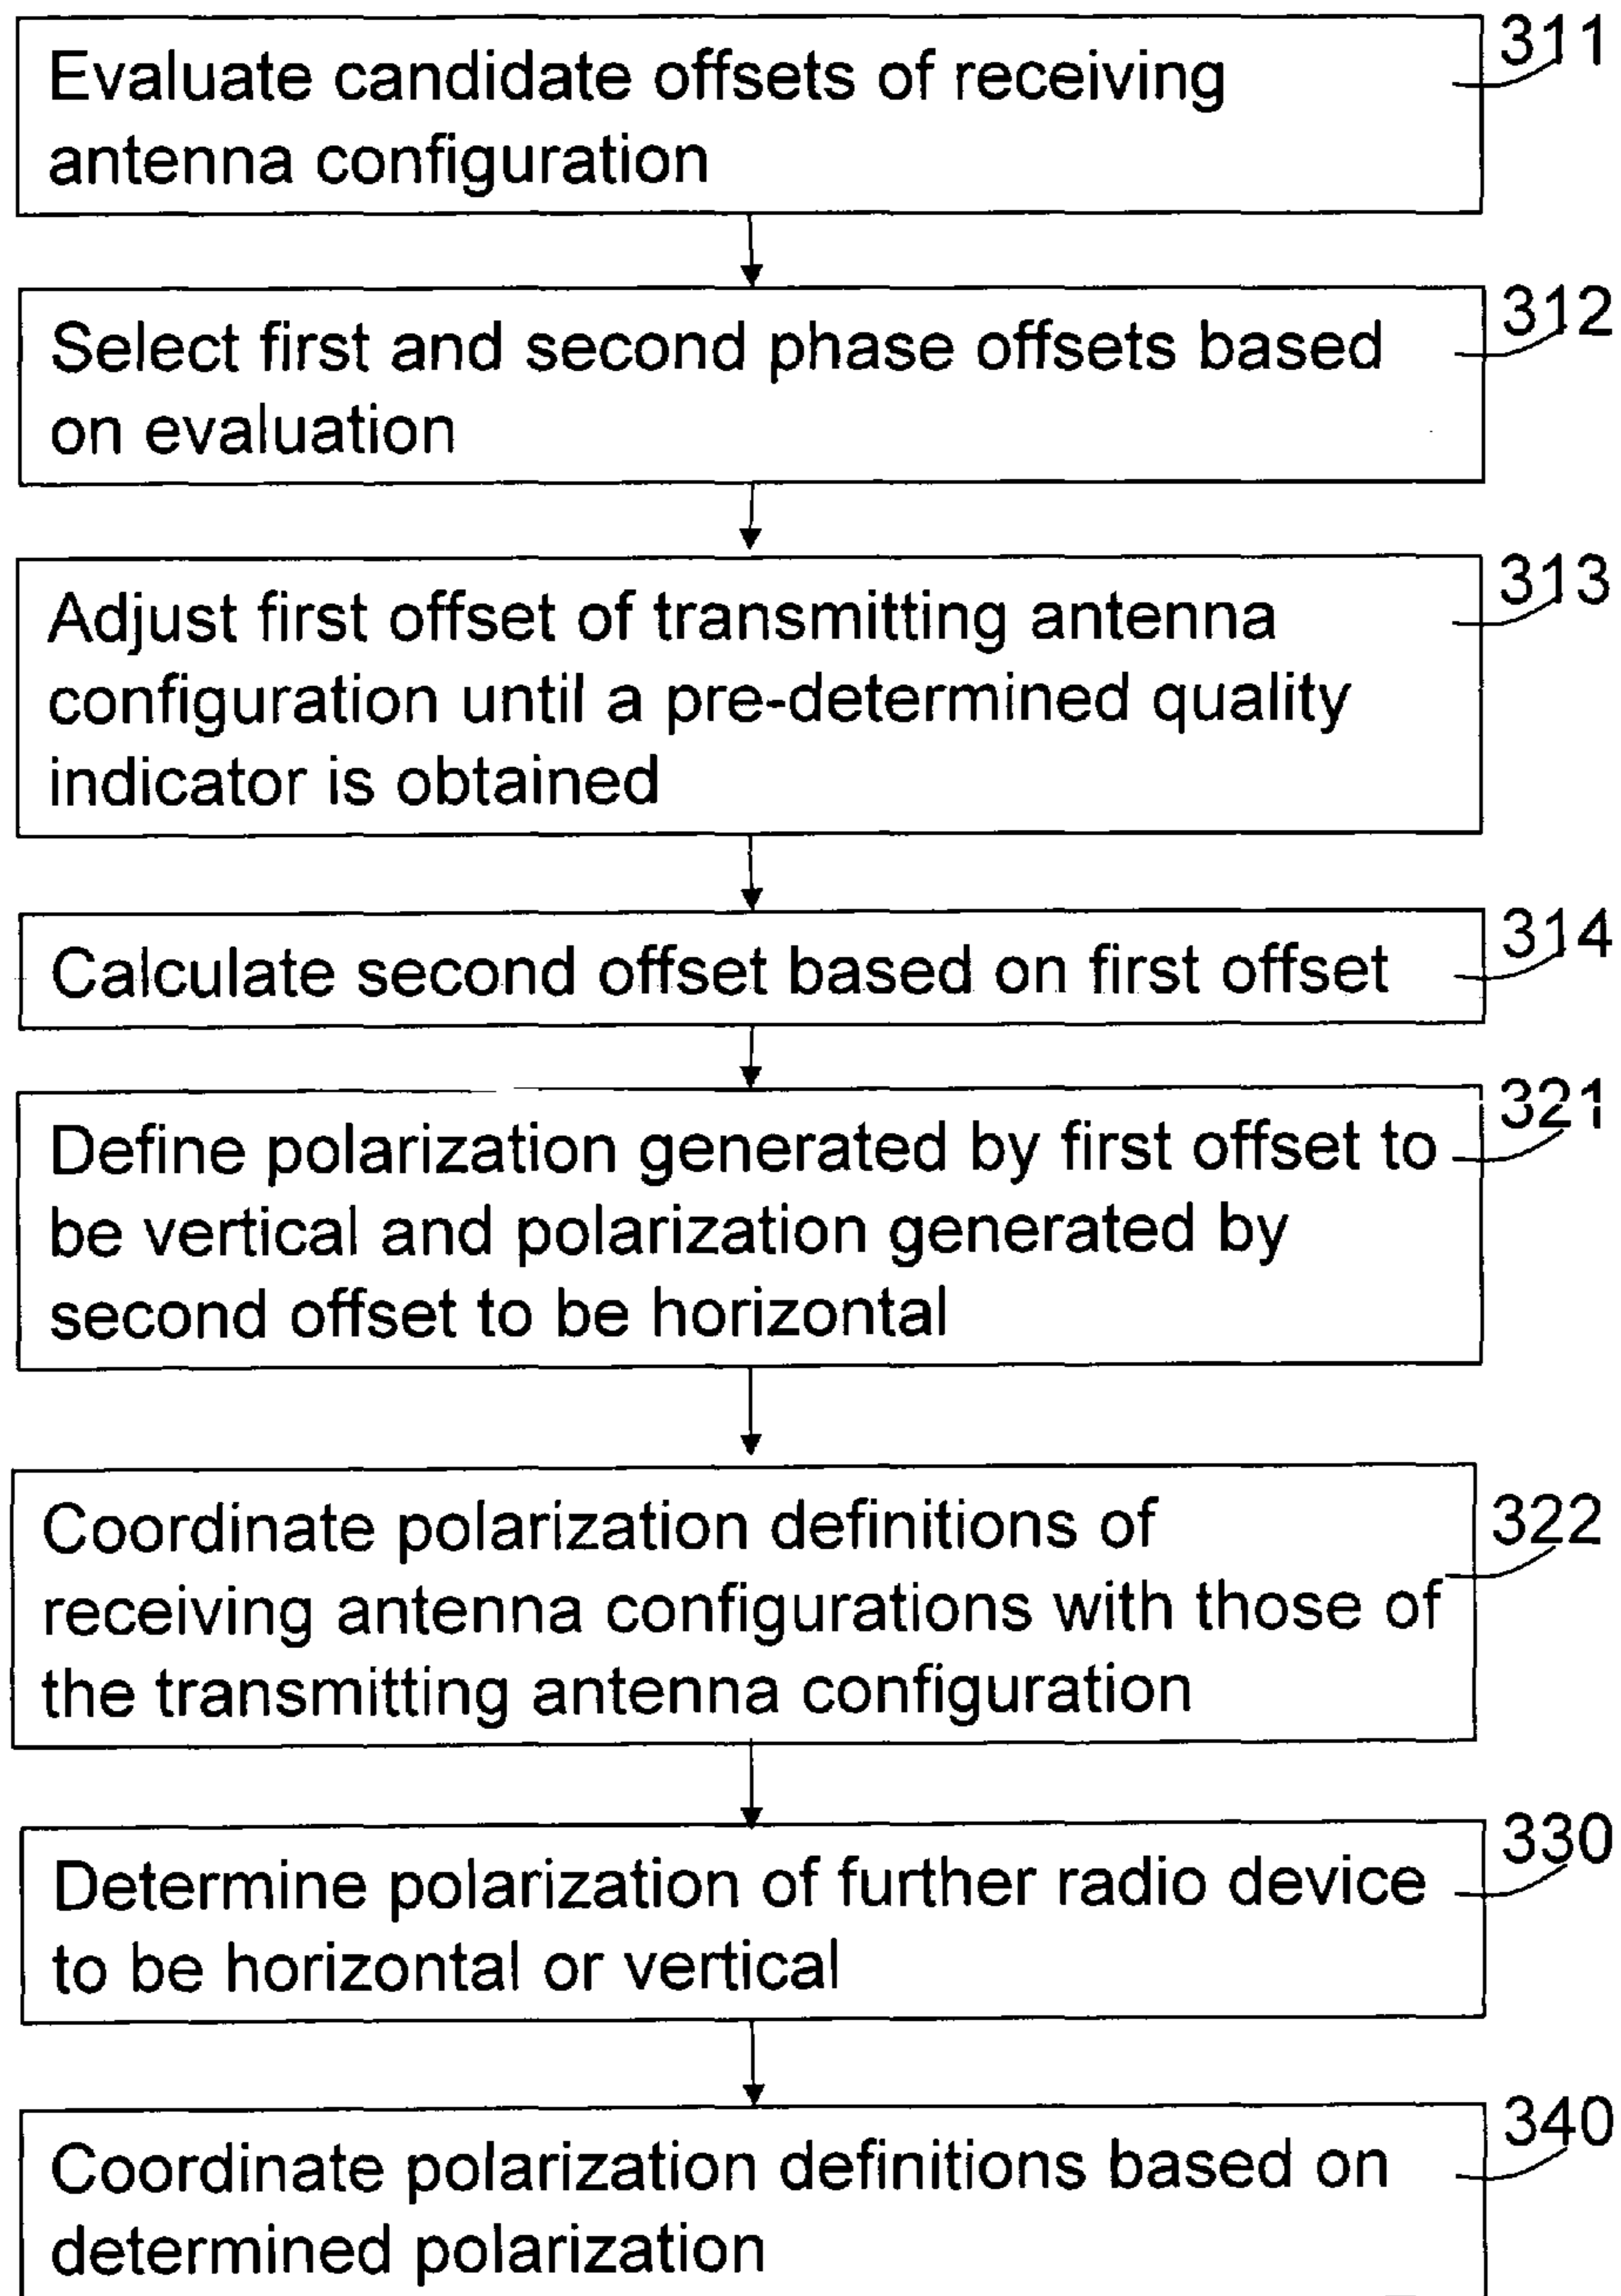 311
Evaluate candidate offsets of receiving
antenna configuration
312
Select first and second phase offsets based
on evaluation
313
Adjust first offset of transmitting antenna
configuration until a pre-determined quality
indicator is obtained
314
Calculate second offset based on first offset
321
Define polarization generated by first offset to
be vertical and polarization generated by
second offset to be horizontal
322
Coordinate polarization definitions of
receiving antenna configurations with those of
the transmitting antenna configuration
330
Determine polarization of further radio device
to be horizontal or vertical
340
Coordinate polarization definitions based on
determined polarization